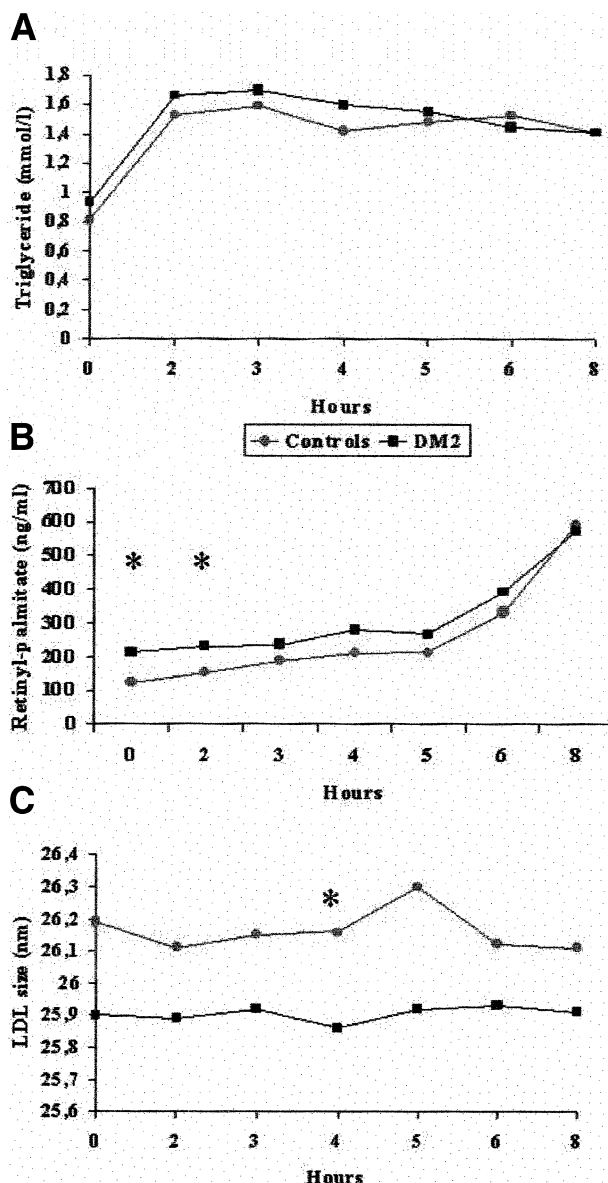 A
Triglyceride (mmol/l)
1,8
1,6
1,4
1,2
1
0,8
0,6
0,4
0,2
0
0 2 3 4 5 6 8
Hours
B
Controls DM2
Retinyl-palmitate (ng/ml)
700
600
500
400
300
200
100
0
* *
0 2 3 4 5 6 8
Hours
C
LDL size (nm)
26,4
26,3
26,2
26,1
26
25,9
25,8
25,7
25,6
*
0 2 3 4 5 6 8
Hours